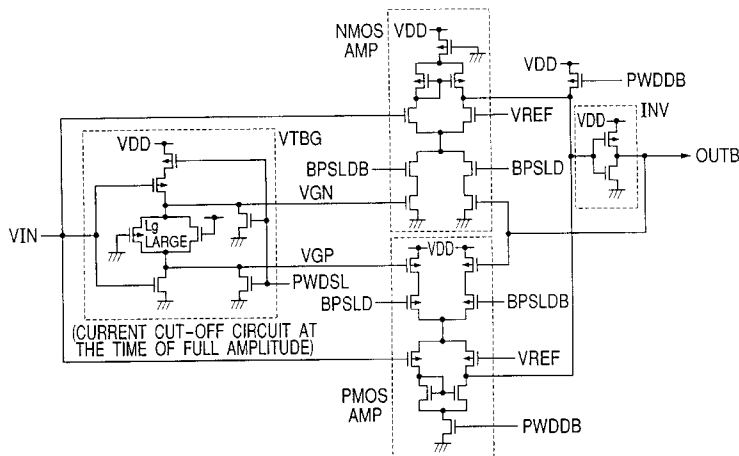 NMOS
AMP
VDD
VDD
PWDDB
INV
VDD
VREF
OUTB
VTBG
VDD
BPSLDB
BPSLD
VGN
VIN
Lg
LARGE
VDD
VGP
PWDSL
BPSLD
BPSLDB
(CURRENT CUT-OFF CIRCUIT AT
THE TIME OF FULL AMPLITUDE)
VREF
PMOS
AMP
PWDDB